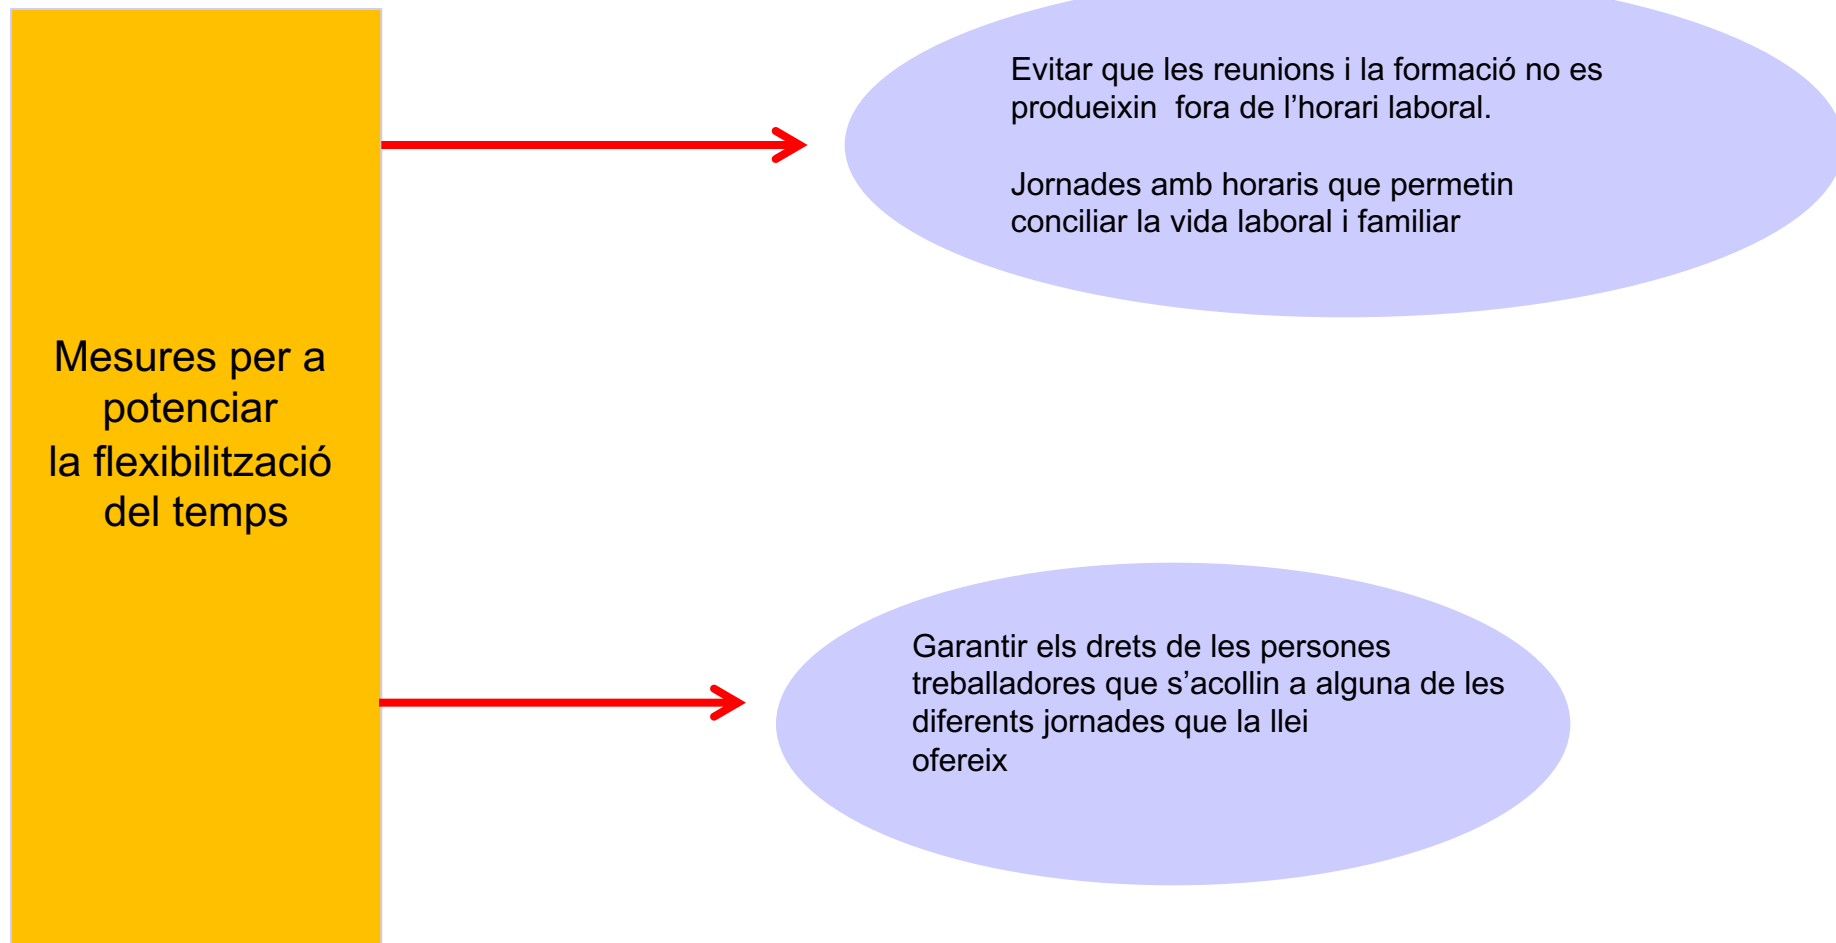 Mesures per a
potenciar
la flexibilització
del temps
Evitar que les reunions i la formació no es
produeixin  fora de l’horari laboral.
Jornades amb horaris que permetin
conciliar la vida laboral i familiar
Garantir els drets de les persones
treballadores que s’acollin a alguna de les
diferents jornades que la llei
ofereix